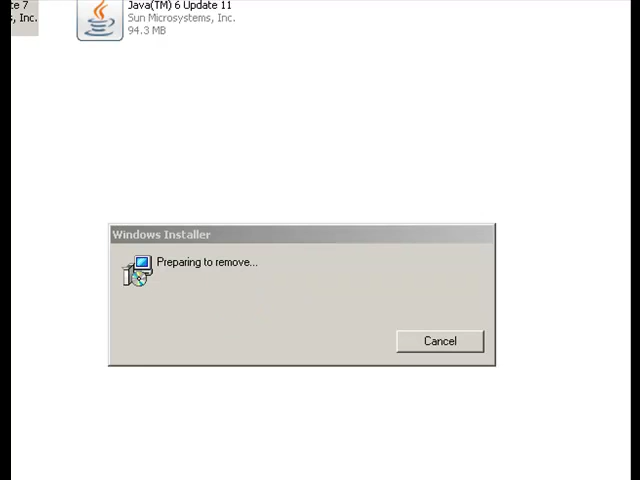 te 7
s, Inc.
Java(TM) 6 Update 11
Sun Microsystems, Inc.
94.3 MB
Windows Installer
Preparing to remove...
Cancel